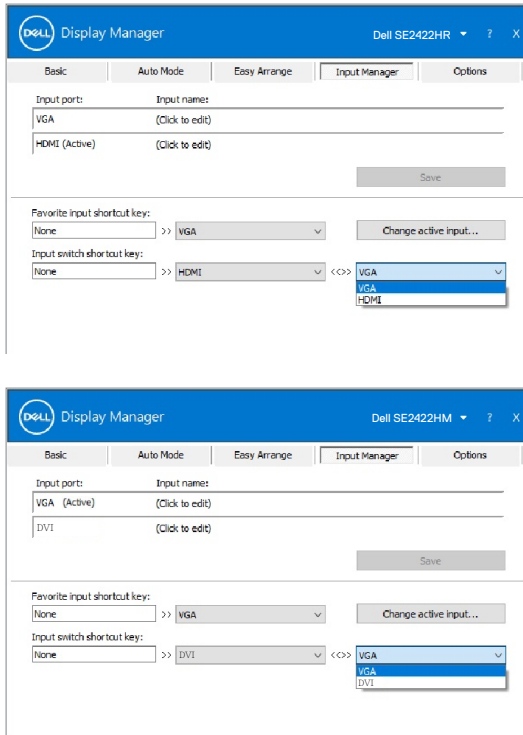 DELL Display Manager Dell SE2422HR ? X
Basic Auto Mode Easy Arrange Input Manager Options
Input port: Input name:
VGA (Click to edit)
HDMI (Active) (Click to edit)
Save
Favorite input shortcut key:
None >> VGA Change active input...
Input switch shortcut key:
None >> HDMI <<>> VGA
VGA
HDMI
DELL Display Manager Dell SE2422HM ? X
Basic Auto Mode Easy Arrange Input Manager Options
Input port: Input name:
VGA (Active) (Click to edit)
DVI (Click to edit)
Save
Favorite input shortcut key:
None >> VGA Change active input...
Input switch shortcut key:
None >> DVI <<>> VGA
VGA
DVI